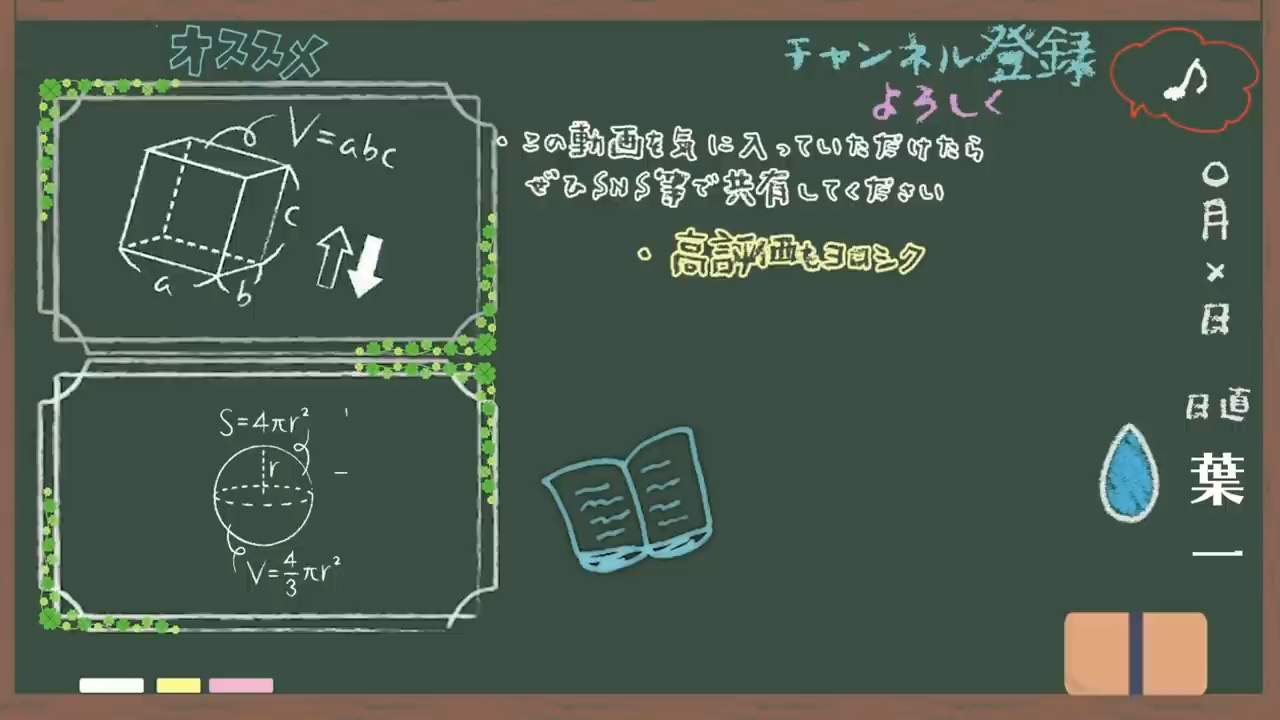 オススメ
V=abc
c
a
b
S=4πr²
r
V=4/3πr²
チャンネル登録
よろしく
・この動画を気に入っていただけたら
ぜひSNS等で共有してください
・高評価もヨロシク
♪
〇月×日
日直
葉一